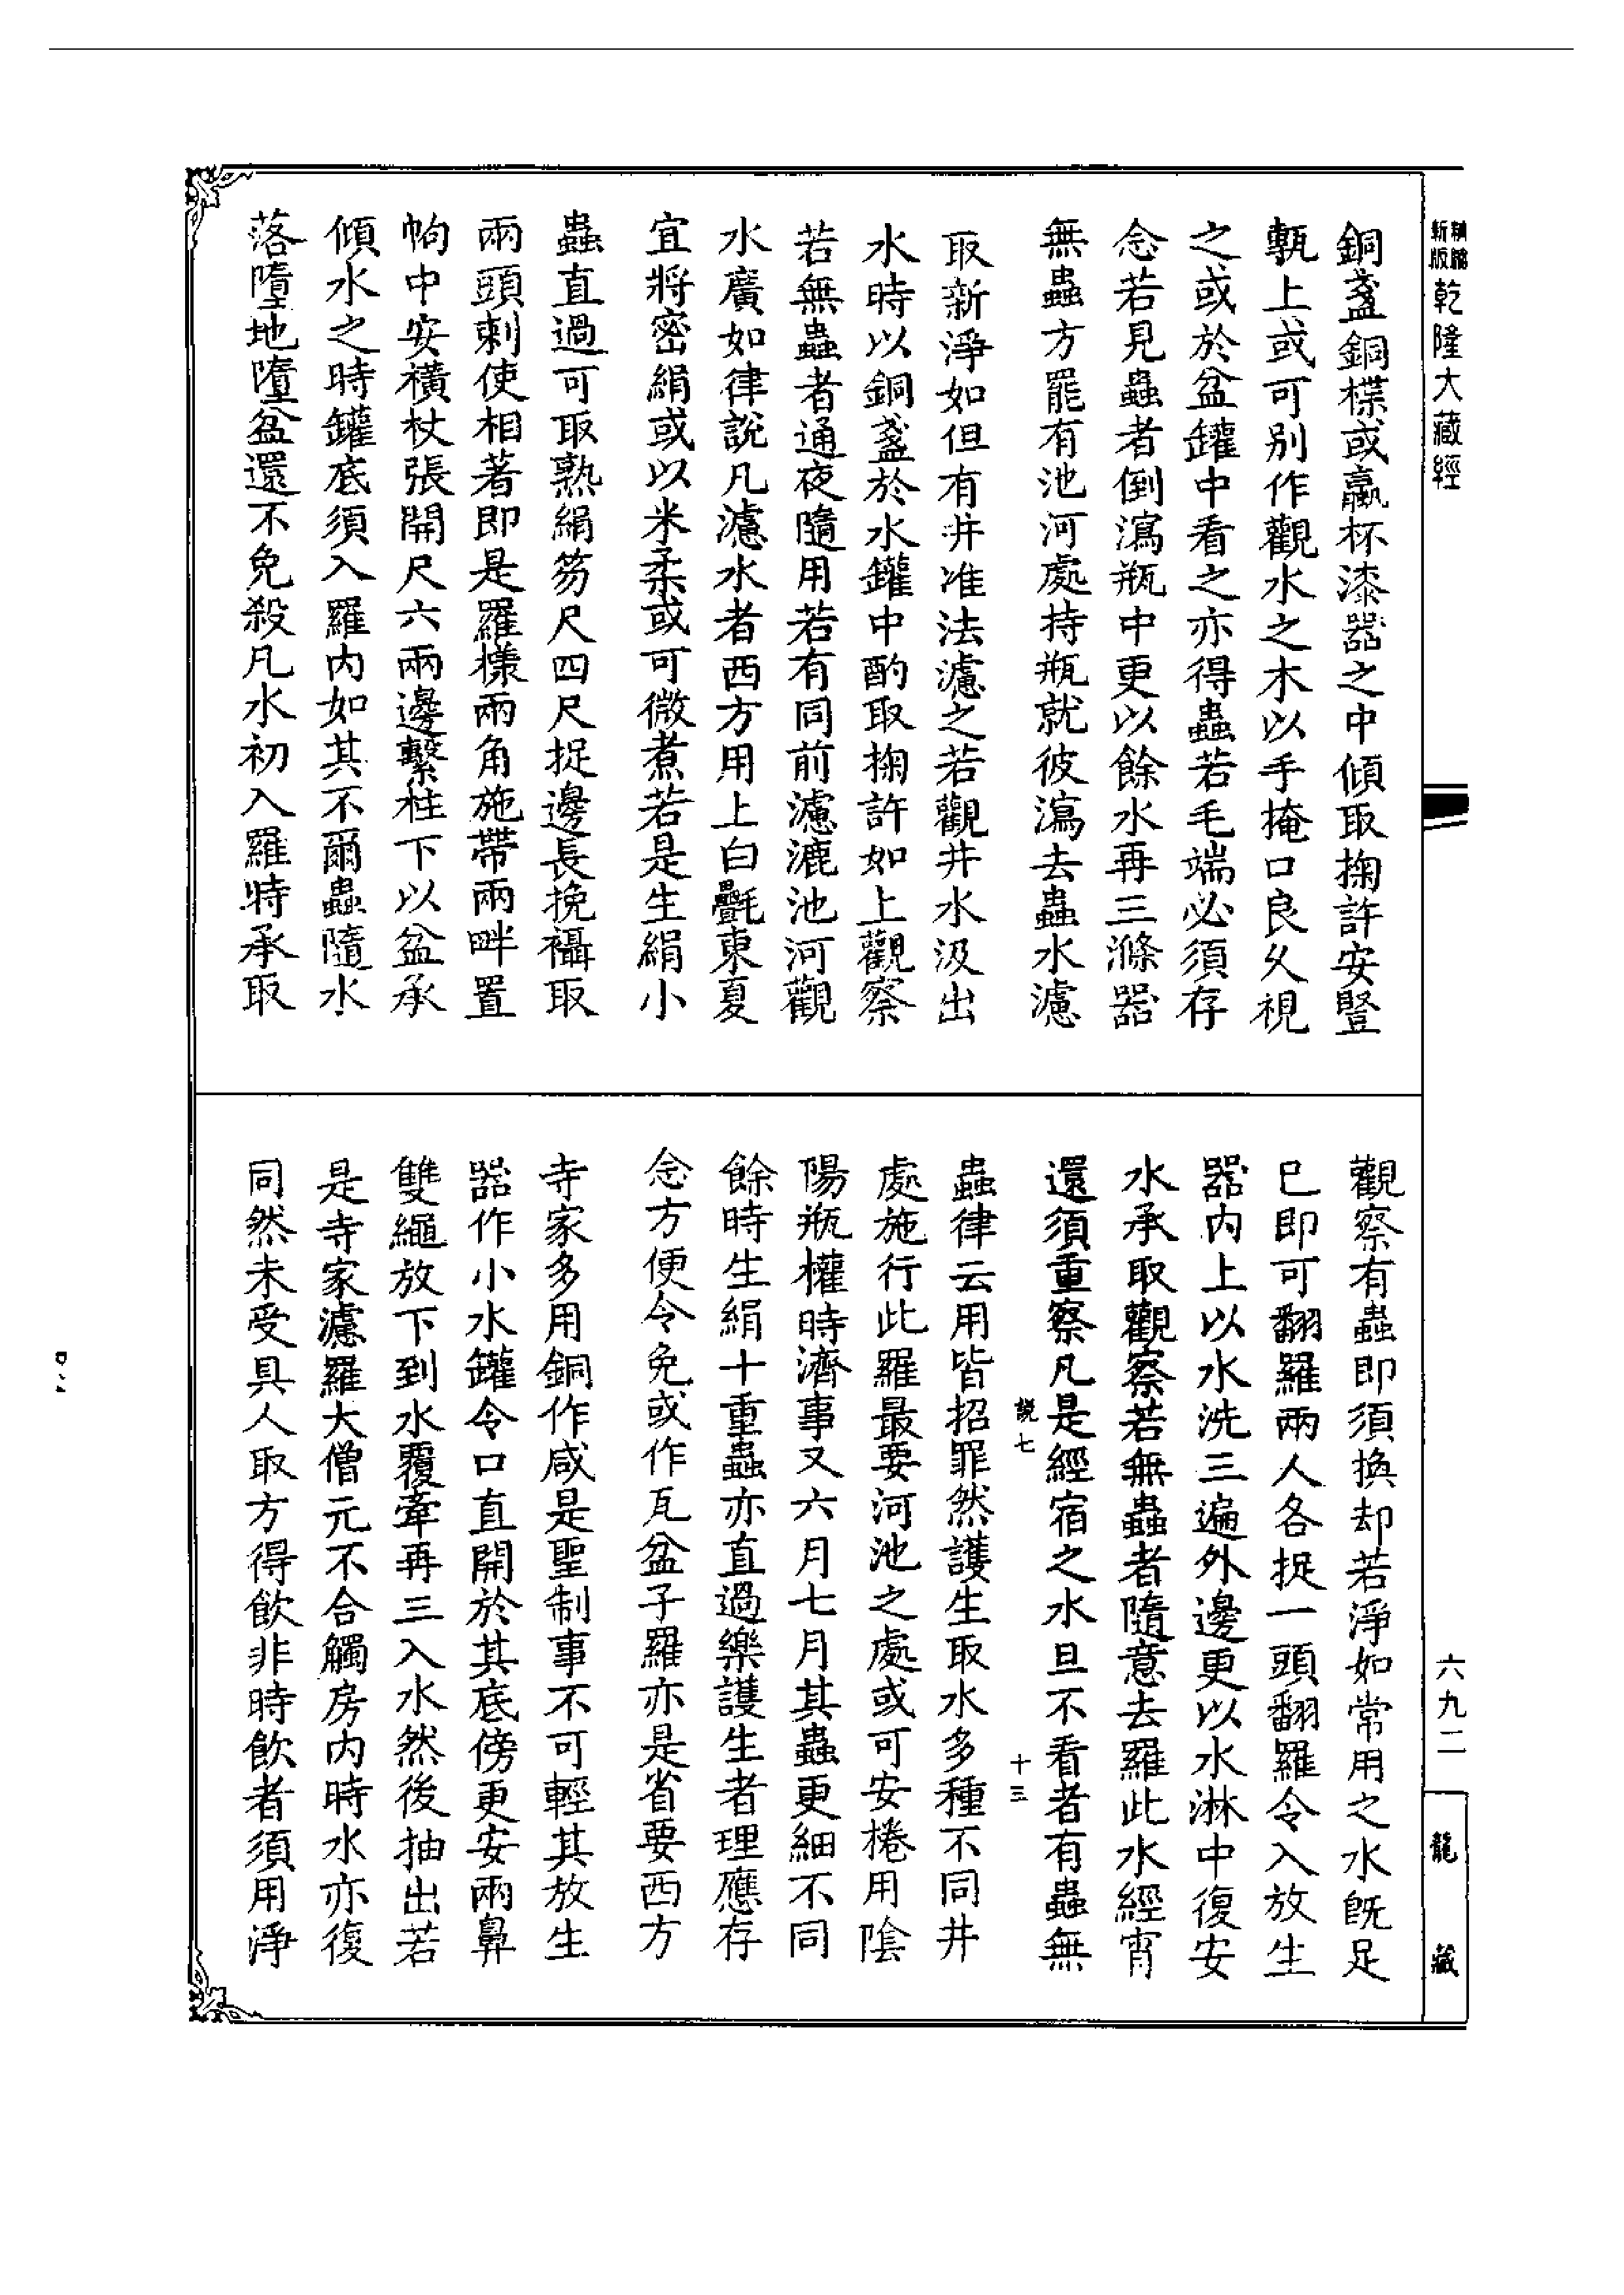 新版
乾隆大藏經
六九二
龍藏
銅盞銅楪或蠃杯漆器之中傾取掬許安豎
甎上或可別作觀水之木以手掩口良久視
之或於盆罐中看之亦得蟲若毛端必須存
念若見蟲者倒瀉瓶中更以餘水再三滌器
無蟲方罷有池河處持瓶就彼瀉去蟲水濾
取新淨如但有井准法濾之若觀井水汲出
水時以銅盞於水罐中酌取掬許如上觀察
若無蟲者通夜隨用若有同前濾漉池河觀
水廣如律說凡濾水者西方用上白氎東夏
宜將密絹或以米柔或可微煮若是生絹小
蟲直過可取熟絹笏尺四尺捉邊長挽襵取
兩頭刺使相著即是羅樣兩角施帶兩畔置
帉中安橫杖張開尺六兩邊繫柱下以盆承
傾水之時罐底須入羅內如其不爾蟲隨水
落墮地墮盆還不免殺凡水初入羅時承取
觀察有蟲即須換却若淨如常用之水旣足
已即可翻羅兩人各捉一頭翻羅令入放生
器內上以水洗三遍外邊更以水淋中復安
水承取觀察若無蟲者隨意去羅此水經宵
還須重察凡是經宿之水旦不看者有蟲無
説七
十三
蟲律云用皆招罪然護生取水多種不同井
處施行此羅最要河池之處或可安棬用陰
陽瓶權時濟事又六月七月其蟲更細不同
餘時生絹十重蟲亦直過樂護生者理應存
念方便令免或作瓦盆子羅亦是省要西方
寺家多用銅作咸是聖制事不可輕其放生
器作小水罐令口直開於其底傍更安兩鼻
雙繩放下到水覆牽再三入水然後抽出若
是寺家濾羅大僧元不合觸房內時水亦復
同然未受具人取方得飲非時飲者須用淨